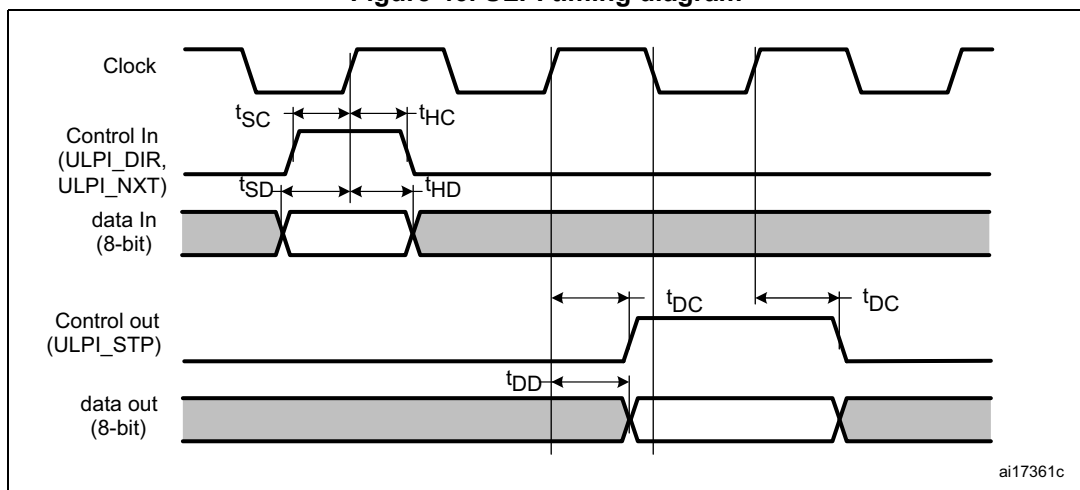 Clock
tSC
tHC
Control In
(ULPI_DIR,
ULPI_NXT)
tSD
tHD
data In
(8-bit)
tDC
tDC
Control out
(ULPI_STP)
tDD
data out
(8-bit)
ai17361c